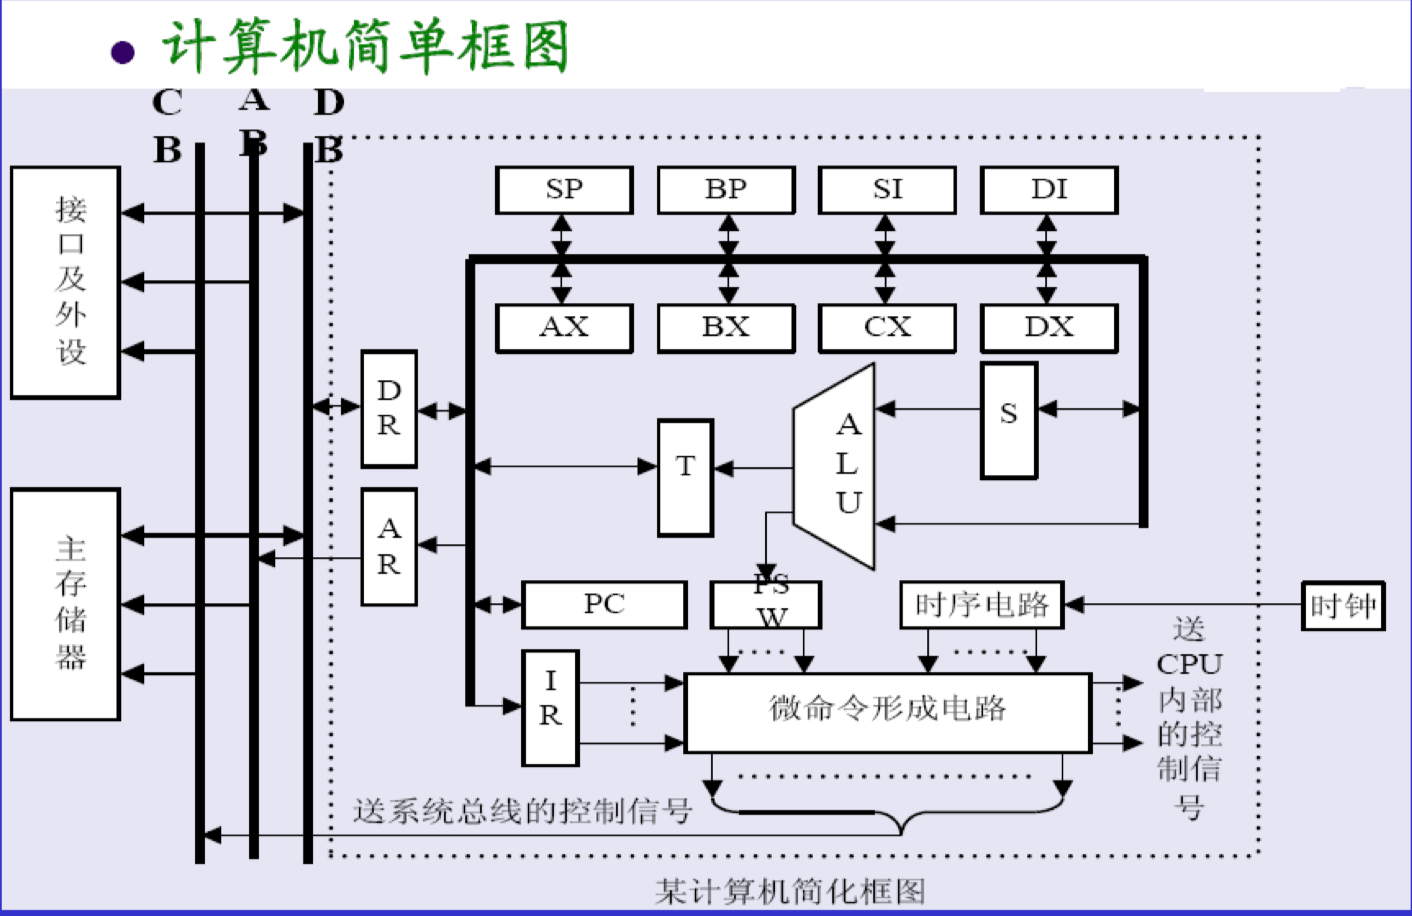 计算机简单框图
C
B
A
B
D
B
接
口
及
外
设
SP
BP
SI
DI
AX
BX
CX
DX
D
R
A
L
U
S
T
主
存
储
器
A
R
PC
PS
W
时序电路
时钟
I
R
微命令形成电路
送
CPU
内部
的控
制信
号
送系统总线的控制信号
某计算机简化框图